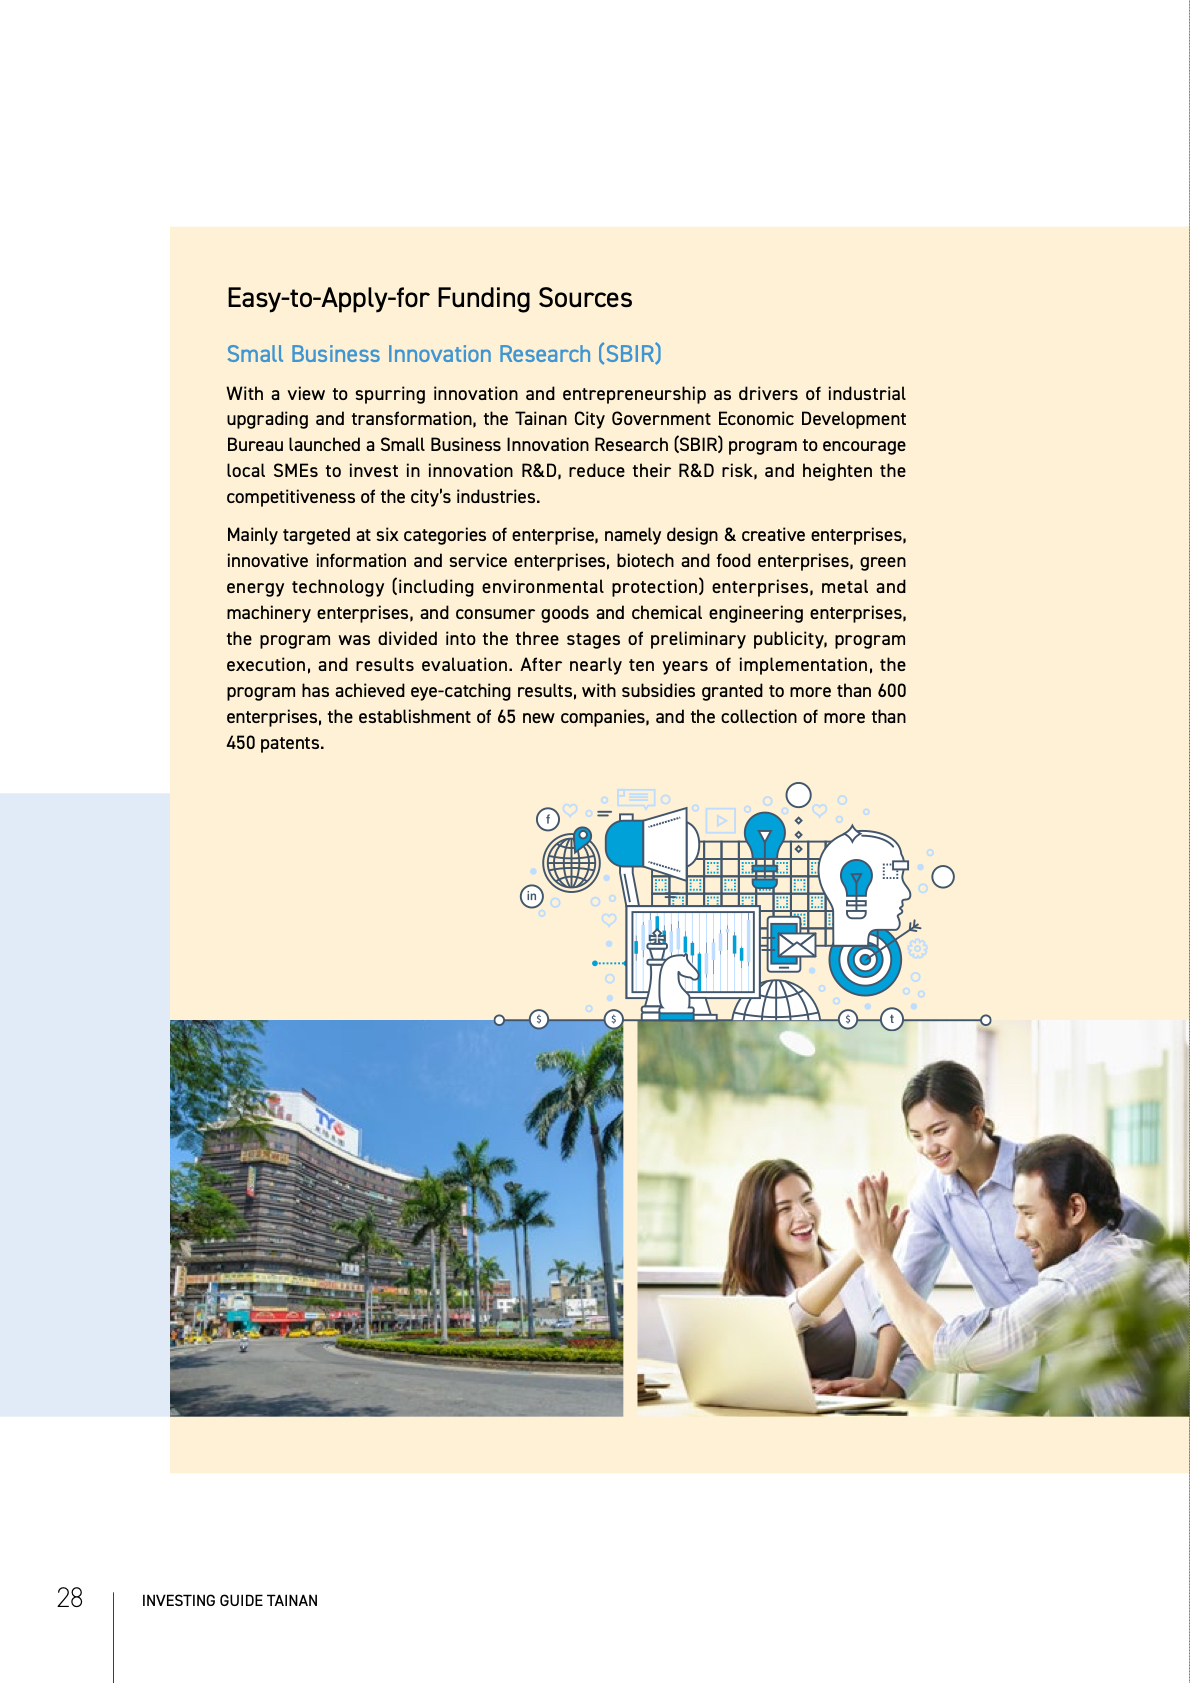 Easy-to-Apply-for Funding Sources
Small Business Innovation Research (SBIR)
With a view to spurring innovation and entrepreneurship as drivers of industrial
upgrading and transformation, the Tainan City Government Economic Development
Bureau launched a Small Business Innovation Research (SBIR) program to encourage
local SMEs to invest in innovation R&D, reduce their R&D risk, and heighten the
competitiveness of the city's industries.
Mainly targeted at six categories of enterprise, namely design & creative enterprises,
innovative information and service enterprises, biotech and food enterprises, green
energy technology (including environmental protection) enterprises, metal and
machinery enterprises, and consumer goods and chemical engineering enterprises,
the program was divided into the three stages of preliminary publicity, program
execution, and results evaluation. After nearly ten years of implementation, the
program has achieved eye-catching results, with subsidies granted to more than 600
enterprises, the establishment of 65 new companies, and the collection of more than
450 patents.
f
in
$ $ $ t
28
INVESTING GUIDE TAINAN